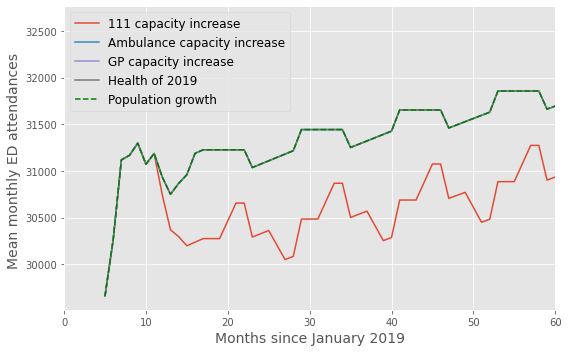 111 capacity increase
Ambulance capacity increase
GP capacity increase
Health of 2019
Population growth
Mean monthly ED attendances
32500
32000
31500
31000
30500
30000
0 10 20 30 40 50 60
Months since January 2019